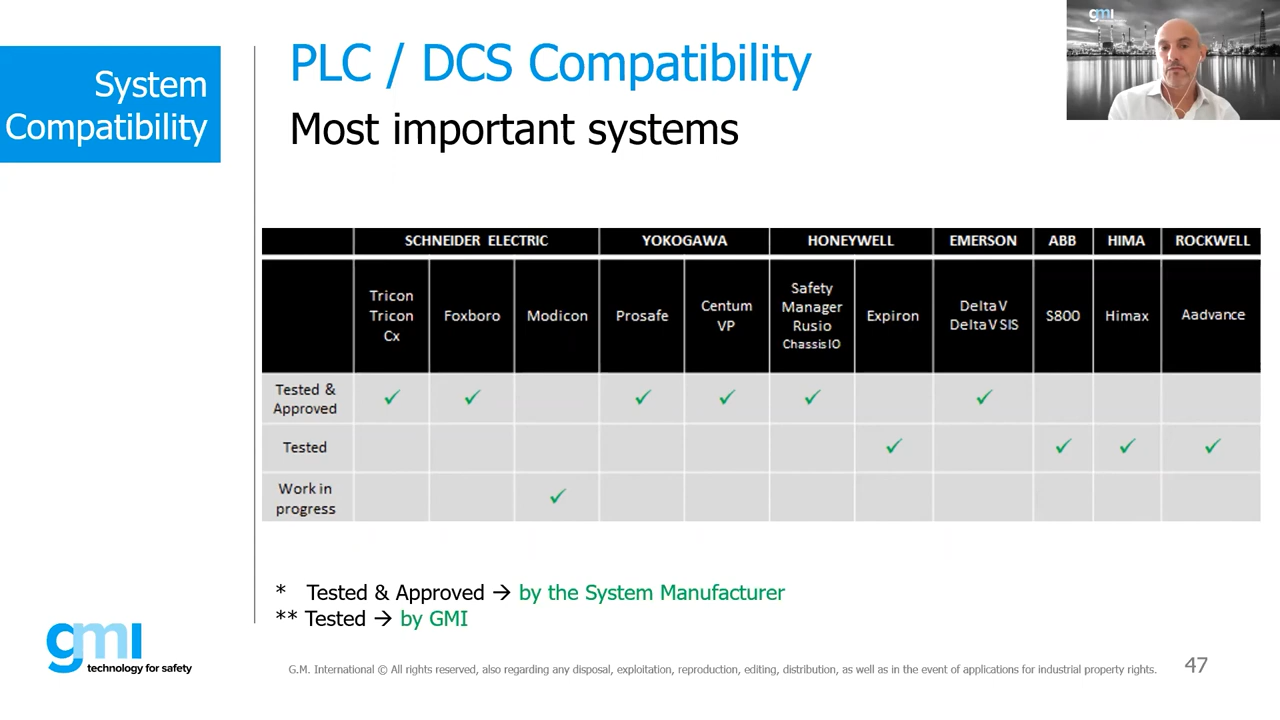 System
Compatibility
PLC / DCS Compatibility
Most important systems
gmi
SCHNEIDER ELECTRIC YOKOGAWA HONEYWELL EMERSON ABB HIMA ROCKWELL
Tricon
Tricon
Cx
Foxboro
Modicon
Prosafe
Centum
VP
Safety
Manager
Rusio
Chassis IO
Expiron
Delta V
Delta V SIS
S800
Himax
Aadvance
Tested &
Approved ✓ ✓ ✓ ✓ ✓ ✓
Tested ✓ ✓ ✓ ✓
Work in
progress ✓
* Tested & Approved → by the System Manufacturer
** Tested → by GMI
gmi
technology for safety
G.M. International © All rights reserved, also regarding any disposal, exploitation, reproduction, editing, distribution, as well as in the event of applications for industrial property rights.
47